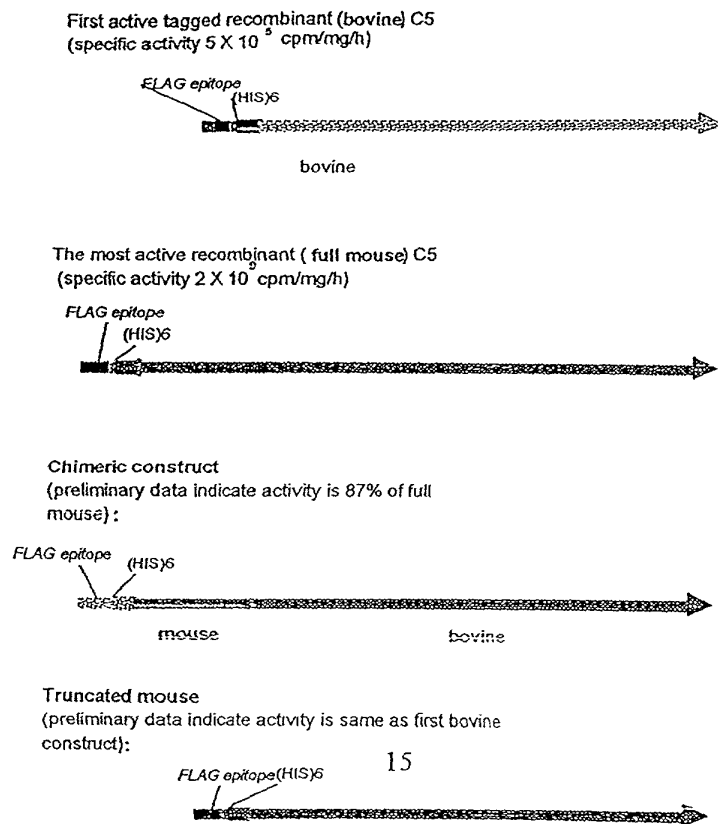 First active tagged recombinant (bovine) C5
(specific activity 5 X 10⁵ cpm/mg/h)
FLAG epitope
(HIS)6
bovine
The most active recombinant ( full mouse) C5
(specific activity 2 X 10⁹ cpm/mg/h)
FLAG epitope
(HIS)6
Chimeric construct
(preliminary data indicate activity is 87% of full
mouse) :
FLAG epitope
(HIS)6
mouse
bovine
Truncated mouse
(preliminary data indicate activity is same as first bovine
construct):
15
FLAG epitope(HIS)6